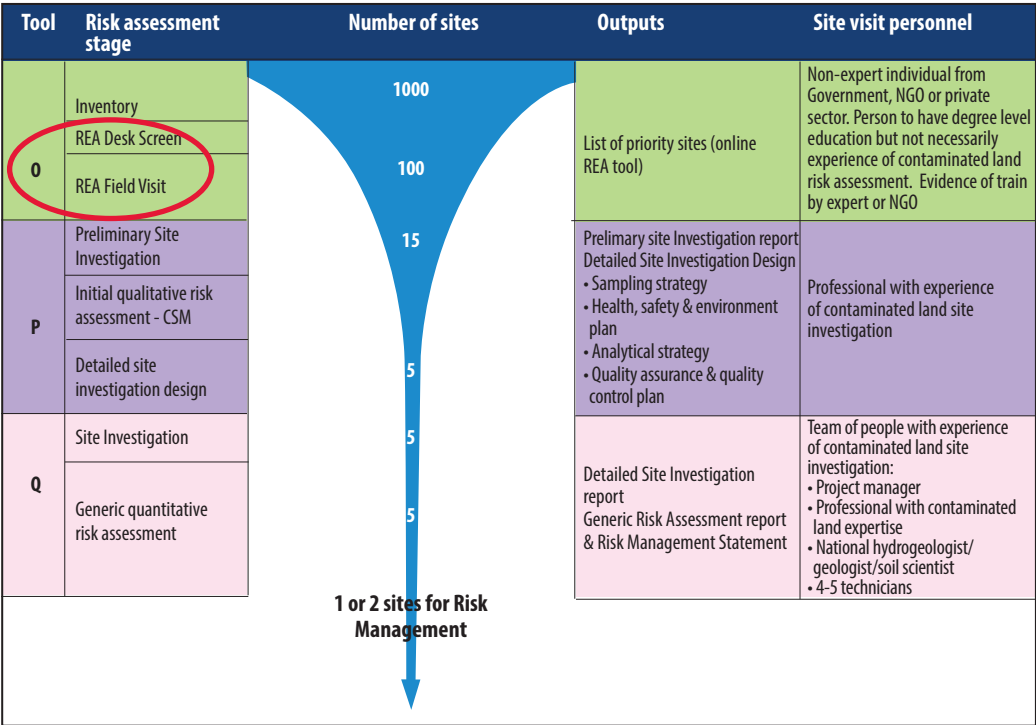 Tool
Risk assessment
stage
Number of sites
Outputs
Site visit personnel
O
Inventory
REA Desk Screen
REA Field Visit
1000
100
List of priority sites (online
REA tool)
Non-expert individual from
Government, NGO or private
sector. Person to have degree level
education but not necessarily
experience of contaminated land
risk assessment. Evidence of train
by expert or NGO
P
Preliminary Site
Investigation
Initial qualitative risk
assessment - CSM
Detailed site
investigation design
15
5
Prelimary site Investigation report
Detailed Site Investigation Design
• Sampling strategy
• Health, safety & environment
plan
• Analytical strategy
• Quality assurance & quality
control plan
Professional with experience
of contaminated land site
investigation
Q
Site Investigation
Generic quantitative
risk assessment
5
5
Detailed Site Investigation
report
Generic Risk Assessment report
& Risk Management Statement
Team of people with experience
of contaminated land site
investigation:
• Project manager
• Professional with contaminated
land expertise
• National hydrogeologist/
geologist/soil scientist
• 4-5 technicians
1 or 2 sites for Risk
Management